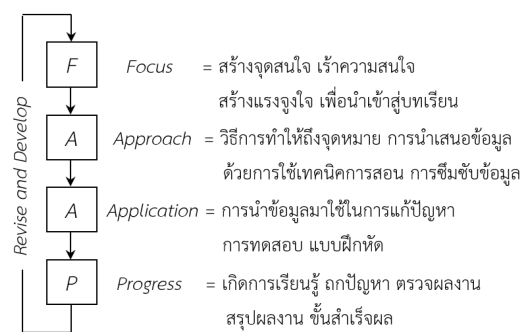 Revise and Develop
F Focus = สร้างจุดสนใจ เร้าความสนใจ
สร้างแรงจูงใจ เพื่อนำเข้าสู่บทเรียน
A Approach = วิธีการทำให้ถึงจุดหมาย การนำเสนอข้อมูล
ด้วยการใช้เทคนิคการสอน การซึมซับข้อมูล
A Application = การนำข้อมูลมาใช้ในการแก้ปัญหา
การทดสอบ แบบฝึกหัด
P Progress = เกิดการเรียนรู้ ถกปัญหา ตรวจผลงาน
สรุปผลงาน ขั้นสำเร็จผล